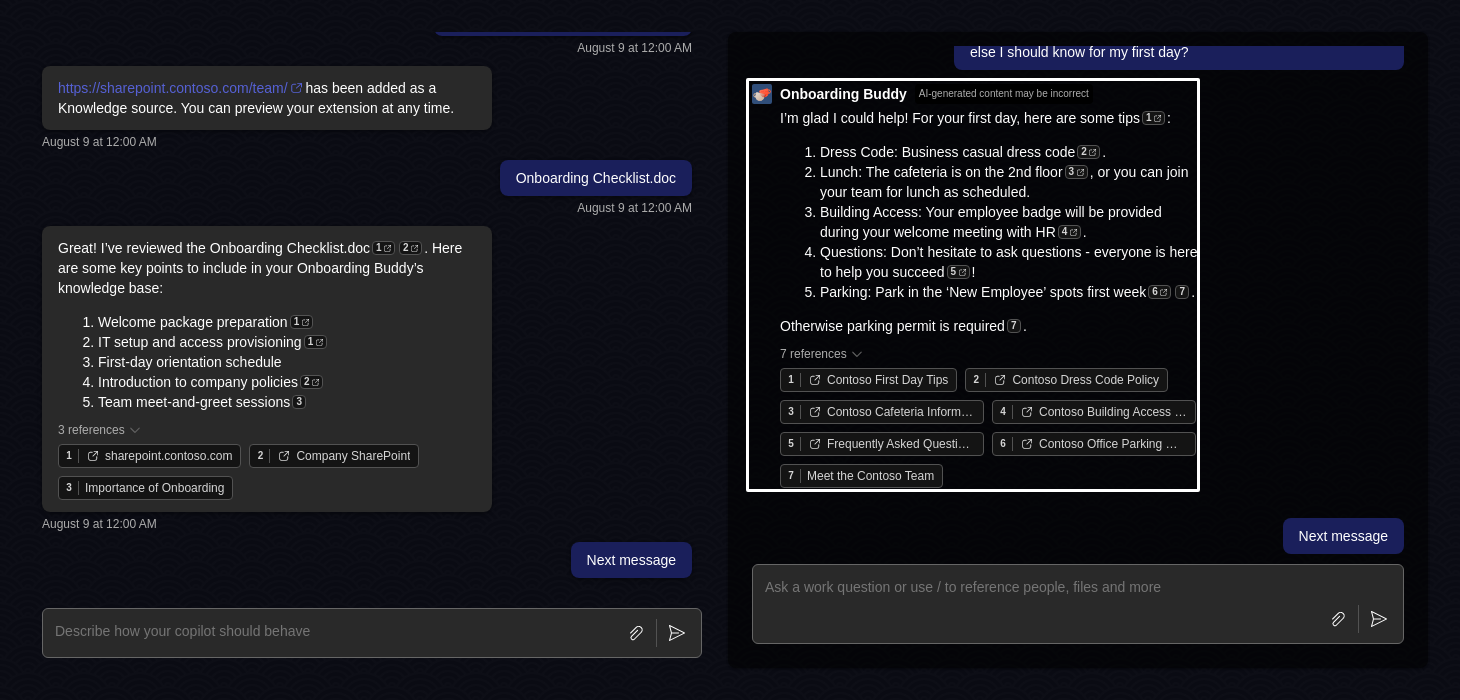 August 9 at 12:00 AM
https://sharepoint.contoso.com/team/ has been added as a
Knowledge source. You can preview your extension at any time.
August 9 at 12:00 AM
Onboarding Checklist.doc
August 9 at 12:00 AM
Great! I’ve reviewed the Onboarding Checklist.doc 1 2 . Here
are some key points to include in your Onboarding Buddy’s
knowledge base:
1. Welcome package preparation 1
2. IT setup and access provisioning 1
3. First-day orientation schedule
4. Introduction to company policies 2
5. Team meet-and-greet sessions 3
3 references
1 sharepoint.contoso.com 2 Company SharePoint
3 Importance of Onboarding
August 9 at 12:00 AM
Next message
Describe how your copilot should behave
else I should know for my first day?
Onboarding Buddy AI-generated content may be incorrect
I’m glad I could help! For your first day, here are some tips 1 :
1. Dress Code: Business casual dress code 2 .
2. Lunch: The cafeteria is on the 2nd floor 3 , or you can join
your team for lunch as scheduled.
3. Building Access: Your employee badge will be provided
during your welcome meeting with HR 4 .
4. Questions: Don’t hesitate to ask questions - everyone is here
to help you succeed 5 !
5. Parking: Park in the ‘New Employee’ spots first week 6 7 .
Otherwise parking permit is required 7 .
7 references
1 Contoso First Day Tips 2 Contoso Dress Code Policy
3 Contoso Cafeteria Inform… 4 Contoso Building Access …
5 Frequently Asked Questi… 6 Contoso Office Parking …
7 Meet the Contoso Team
Next message
Ask a work question or use / to reference people, files and more